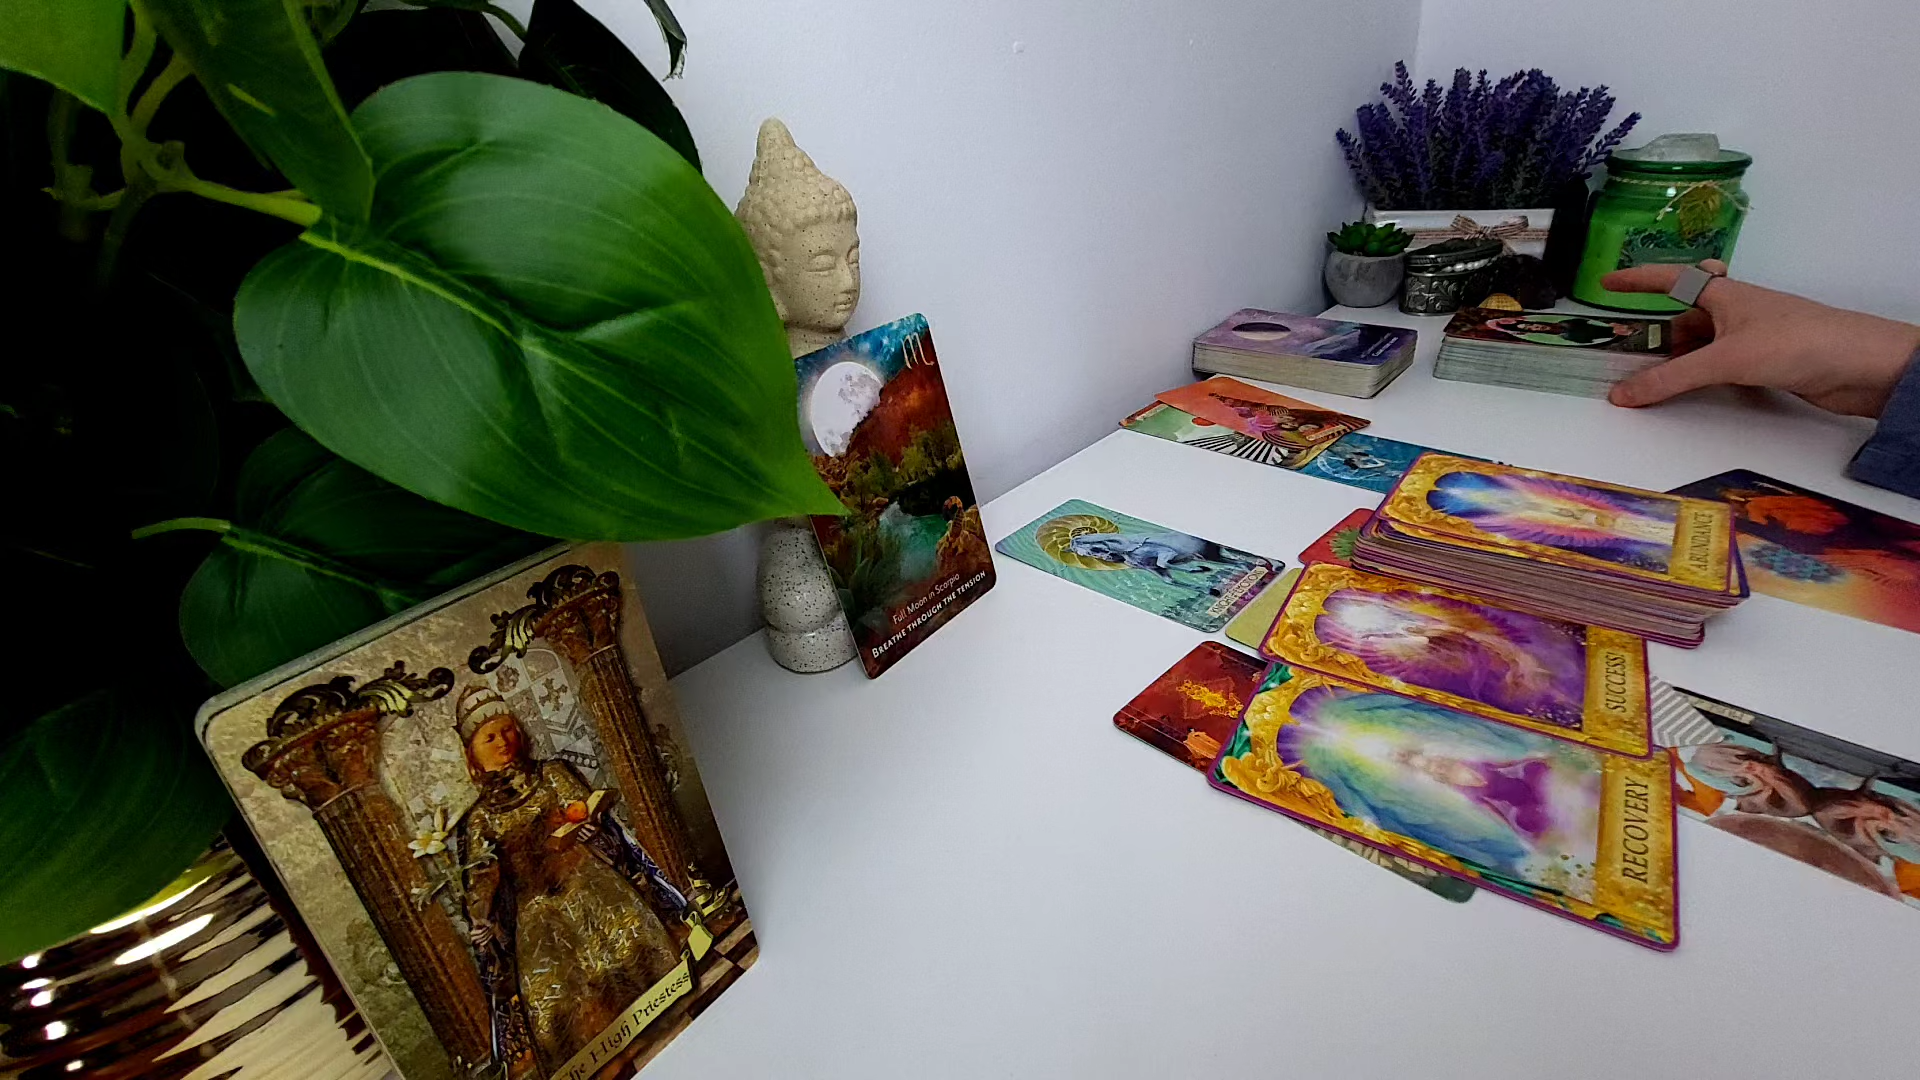 Full Moon in Scorpio
BREATHE THROUGH THE TENSION
The High Priestess
ABUNDANCE
SUCCESS!
RECOVERY